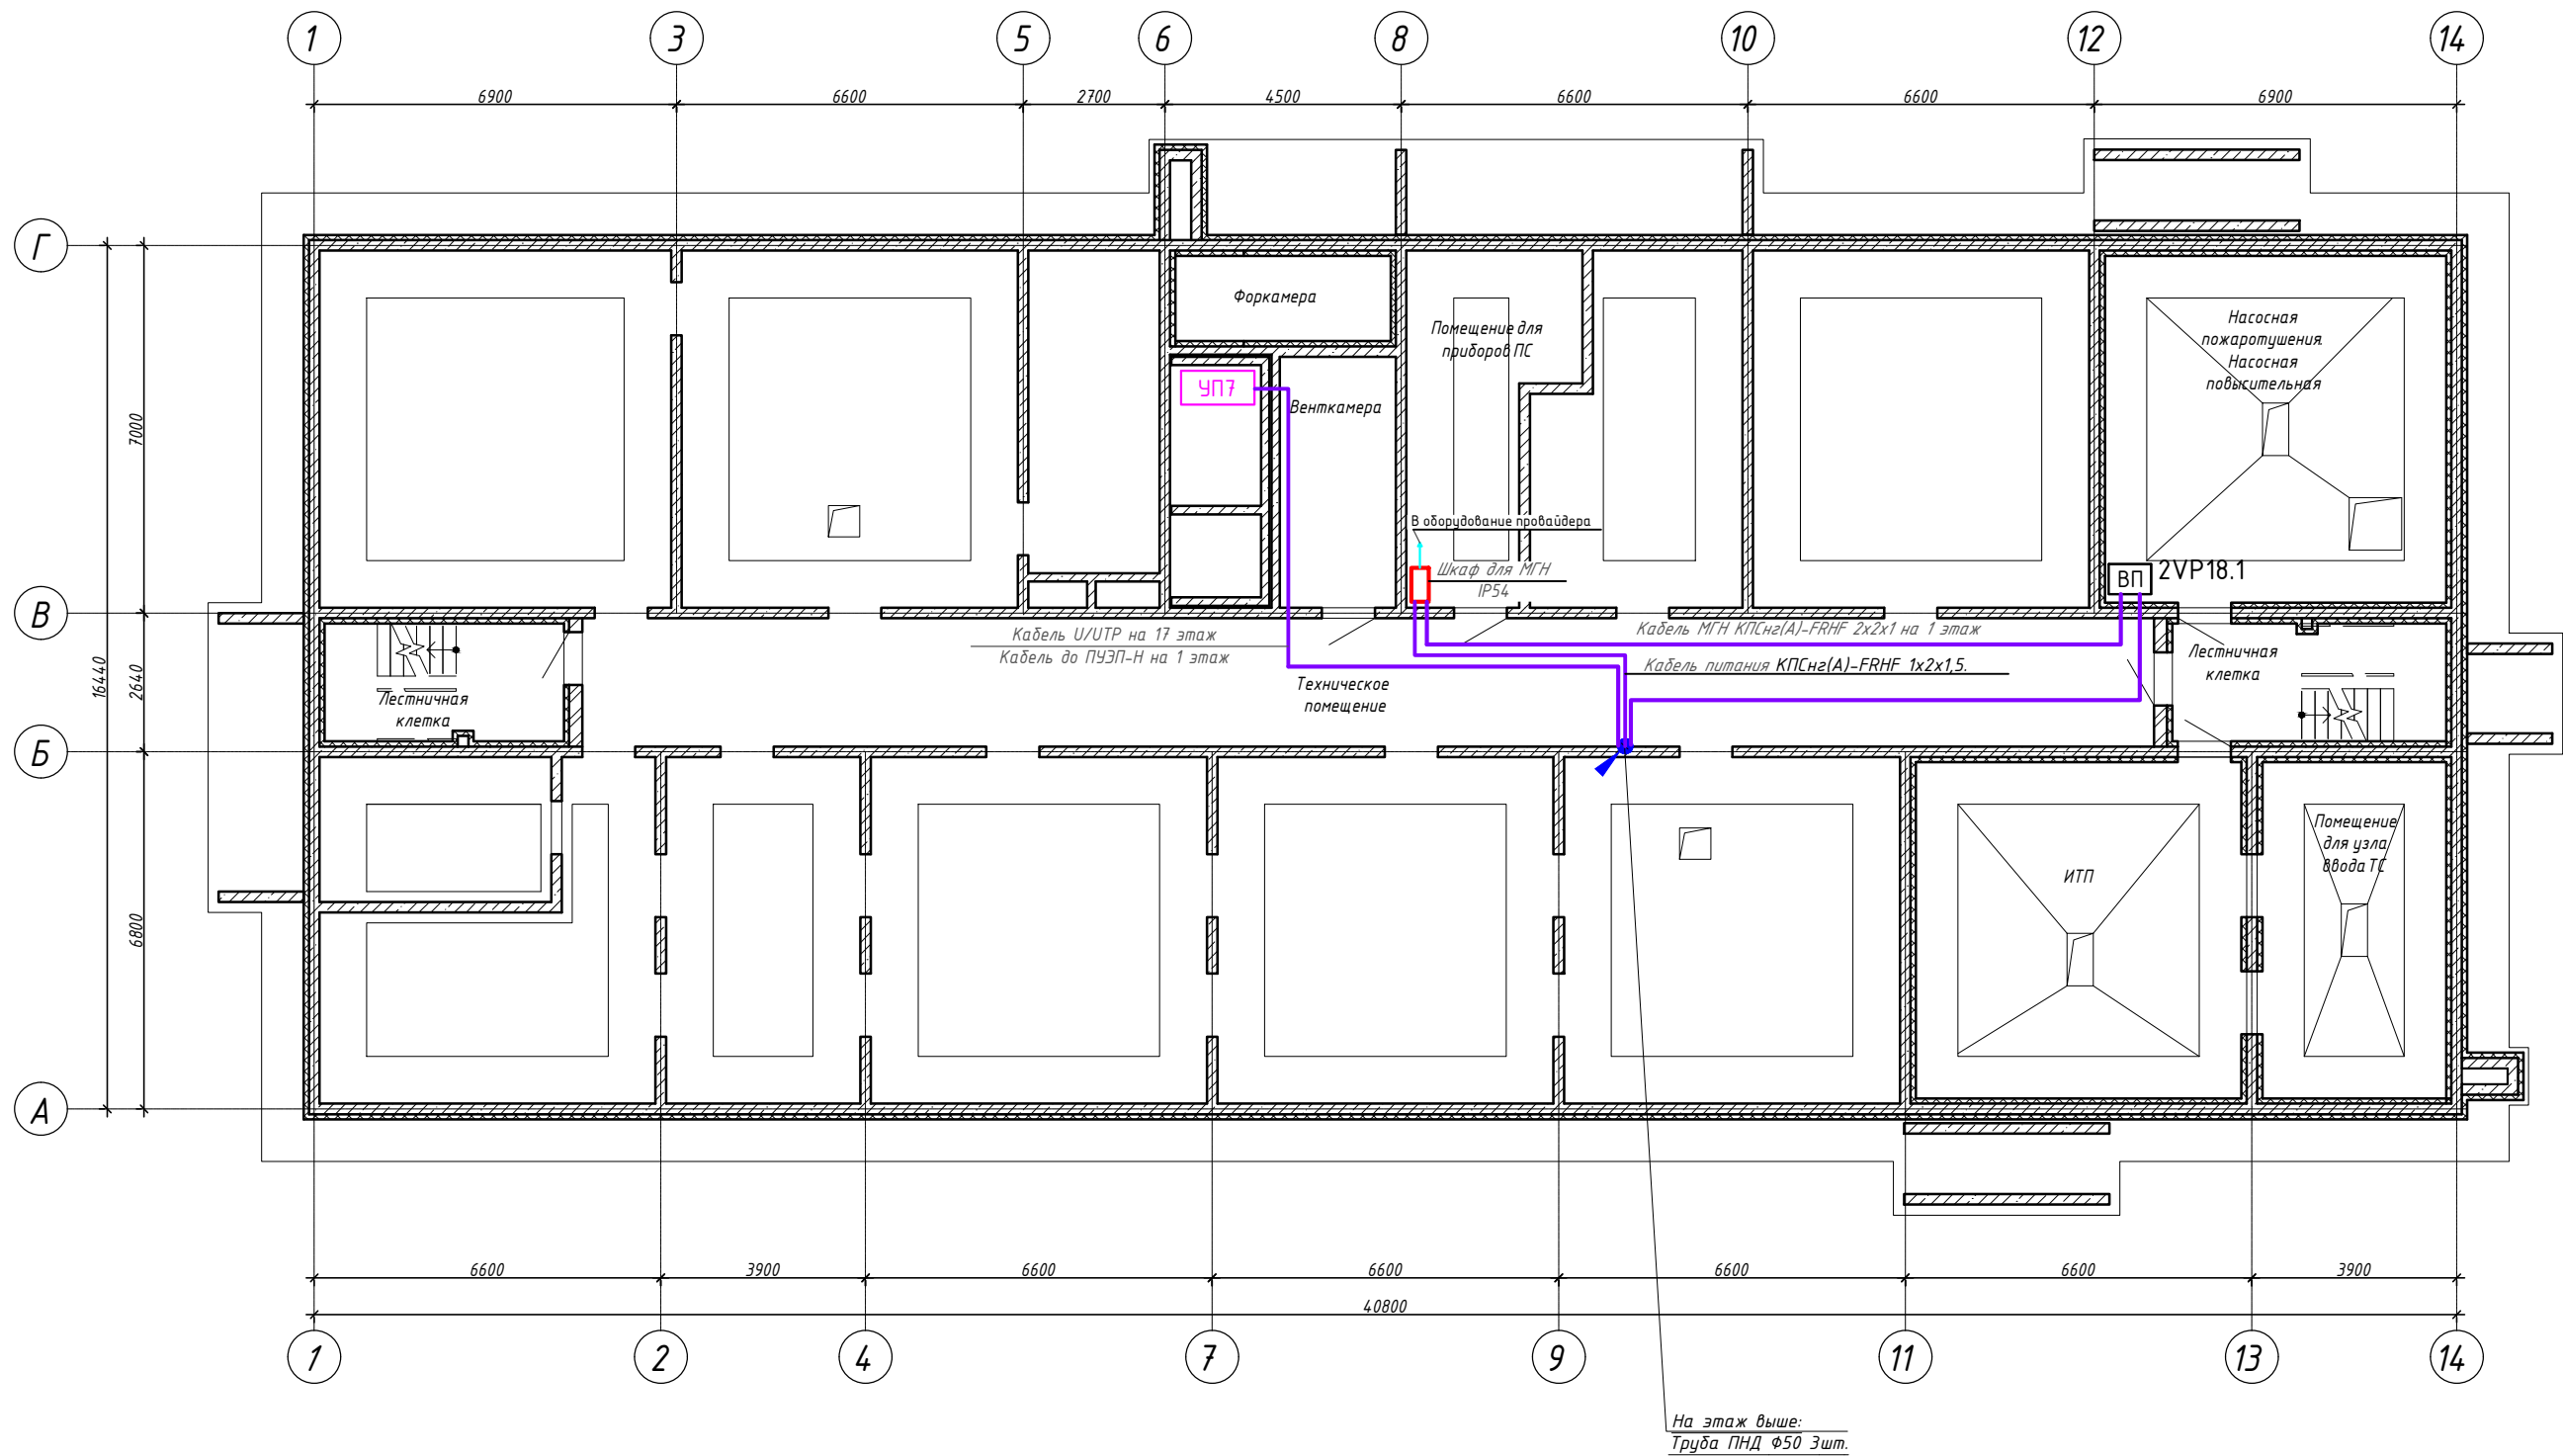 1
3
5
6
8
10
12
14
6900
6600
2700
4500
6600
6600
6900
Г
В
Б
А
16440
7000
2640
6800
Форкамера
Помещение для
приборов ПС
Насосная
пожаротушения.
Насосная
повысительная
УП7
Венткамера
В оборудование провайдера
Шкаф для МГН
IP54
ВП
2VP18.1
Кабель U/UTP на 17 этаж
Кабель до ПУЭП-Н на 1 этаж
Кабель МГН КПСнг(А)-FRHF 2х2х1 на 1 этаж
Кабель питания КПСнг(А)-FRHF 1х2х1,5.
Лестничная
клетка
Техническое
помещение
Лестничная
клетка
ИТП
Помещение
для узла
ввода ТС
6600
3900
6600
6600
6600
6600
3900
40800
1
2
4
7
9
11
13
14
На этаж выше:
Труба ПНД Ф50 3шт.